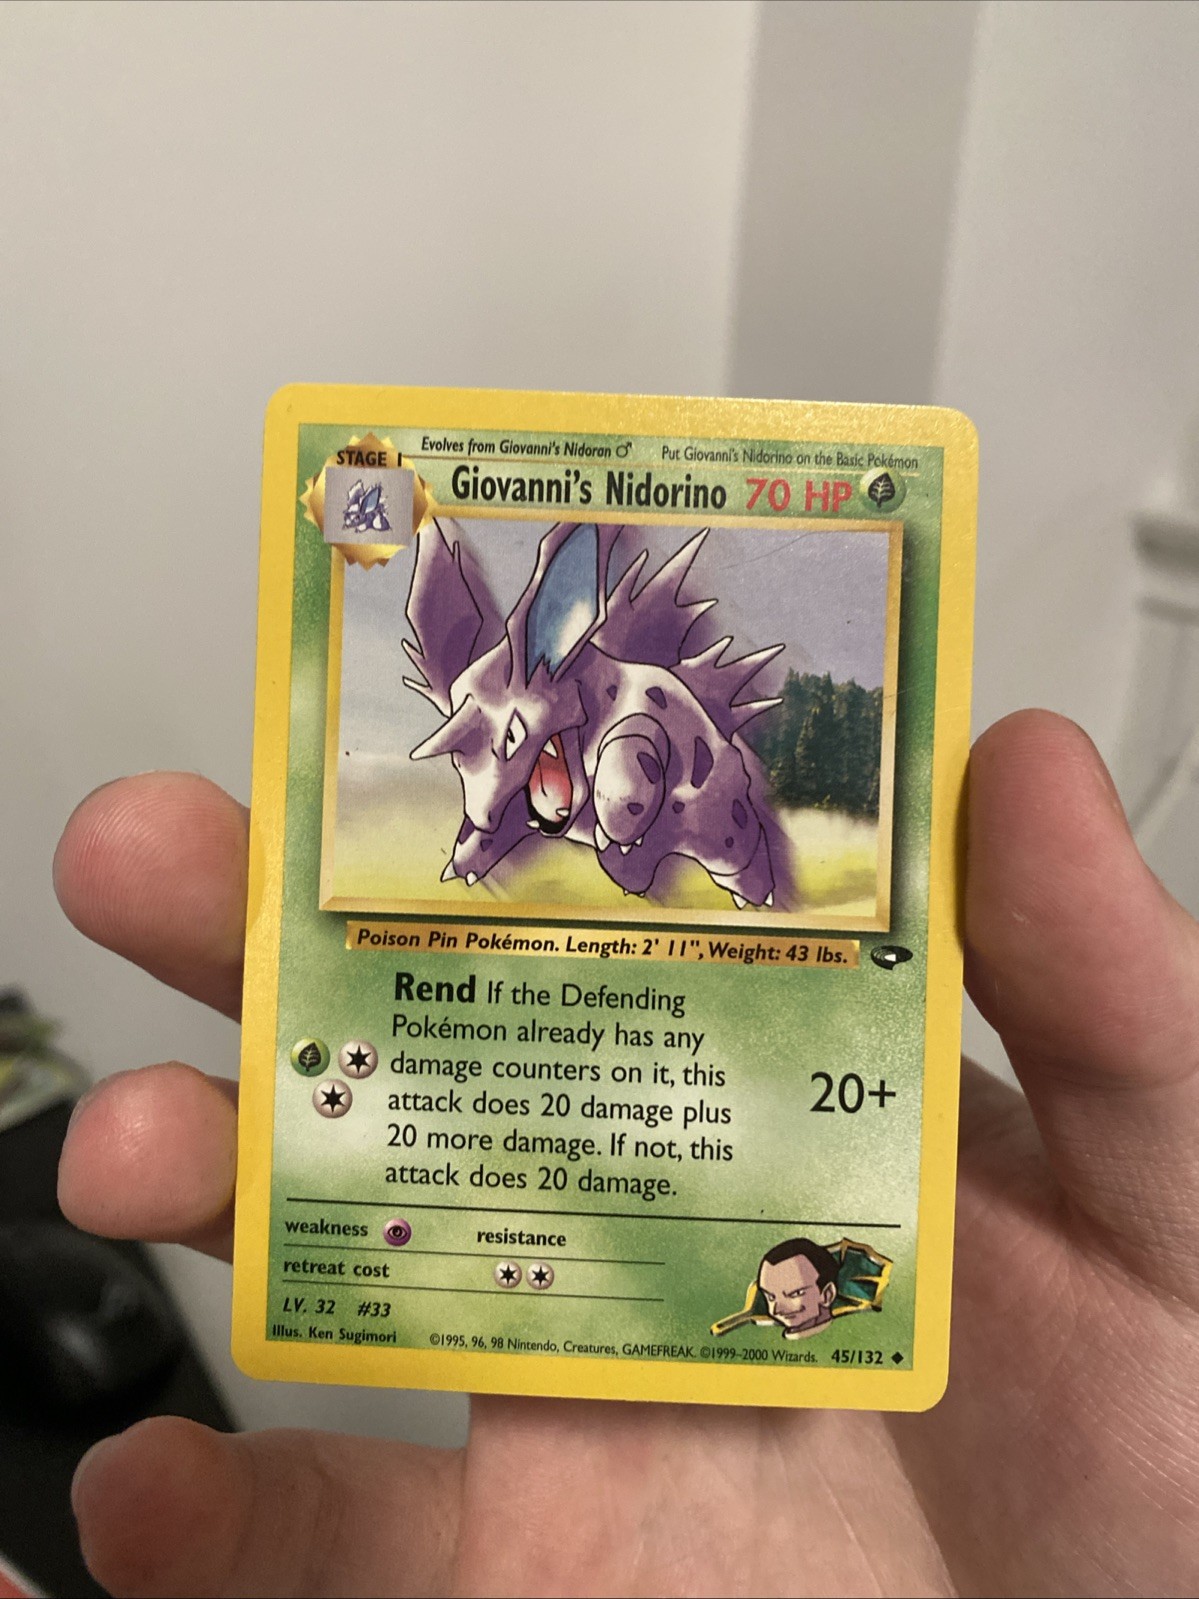 Evolves from Giovanni's Nidoran ♂ Put Giovanni's Nidorino on the Basic Pokémon
STAGE 1
Giovanni's Nidorino 70 HP
Poison Pin Pokémon. Length: 2' 11", Weight: 43 lbs.
Rend If the Defending
Pokémon already has any
damage counters on it, this
attack does 20 damage plus
20 more damage. If not, this
attack does 20 damage.
20+
weakness resistance
retreat cost
LV. 32 #33
Illus. Ken Sugimori ©1995, 96, 98 Nintendo, Creatures, GAMEFREAK. ©1999-2000 Wizards. 45/132 ◆